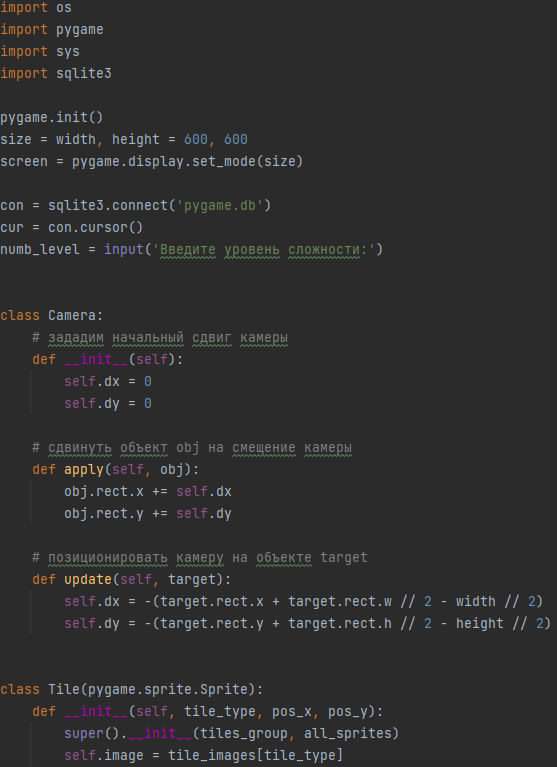 import os
import pygame
import sys
import sqlite3
pygame.init()
size = width, height = 600, 600
screen = pygame.display.set_mode(size)
con = sqlite3.connect('pygame.db')
cur = con.cursor()
numb_level = input('Введите уровень сложности:')
class Camera:
    # зададим начальный сдвиг камеры
    def __init__(self):
        self.dx = 0
        self.dy = 0
    # сдвинуть объект obj на смещение камеры
    def apply(self, obj):
        obj.rect.x += self.dx
        obj.rect.y += self.dy
    # позиционировать камеру на объекте target
    def update(self, target):
        self.dx = -(target.rect.x + target.rect.w // 2 - width // 2)
        self.dy = -(target.rect.y + target.rect.h // 2 - height // 2)
class Tile(pygame.sprite.Sprite):
    def __init__(self, tile_type, pos_x, pos_y):
        super().__init__(tiles_group, all_sprites)
        self.image = tile_images[tile_type]